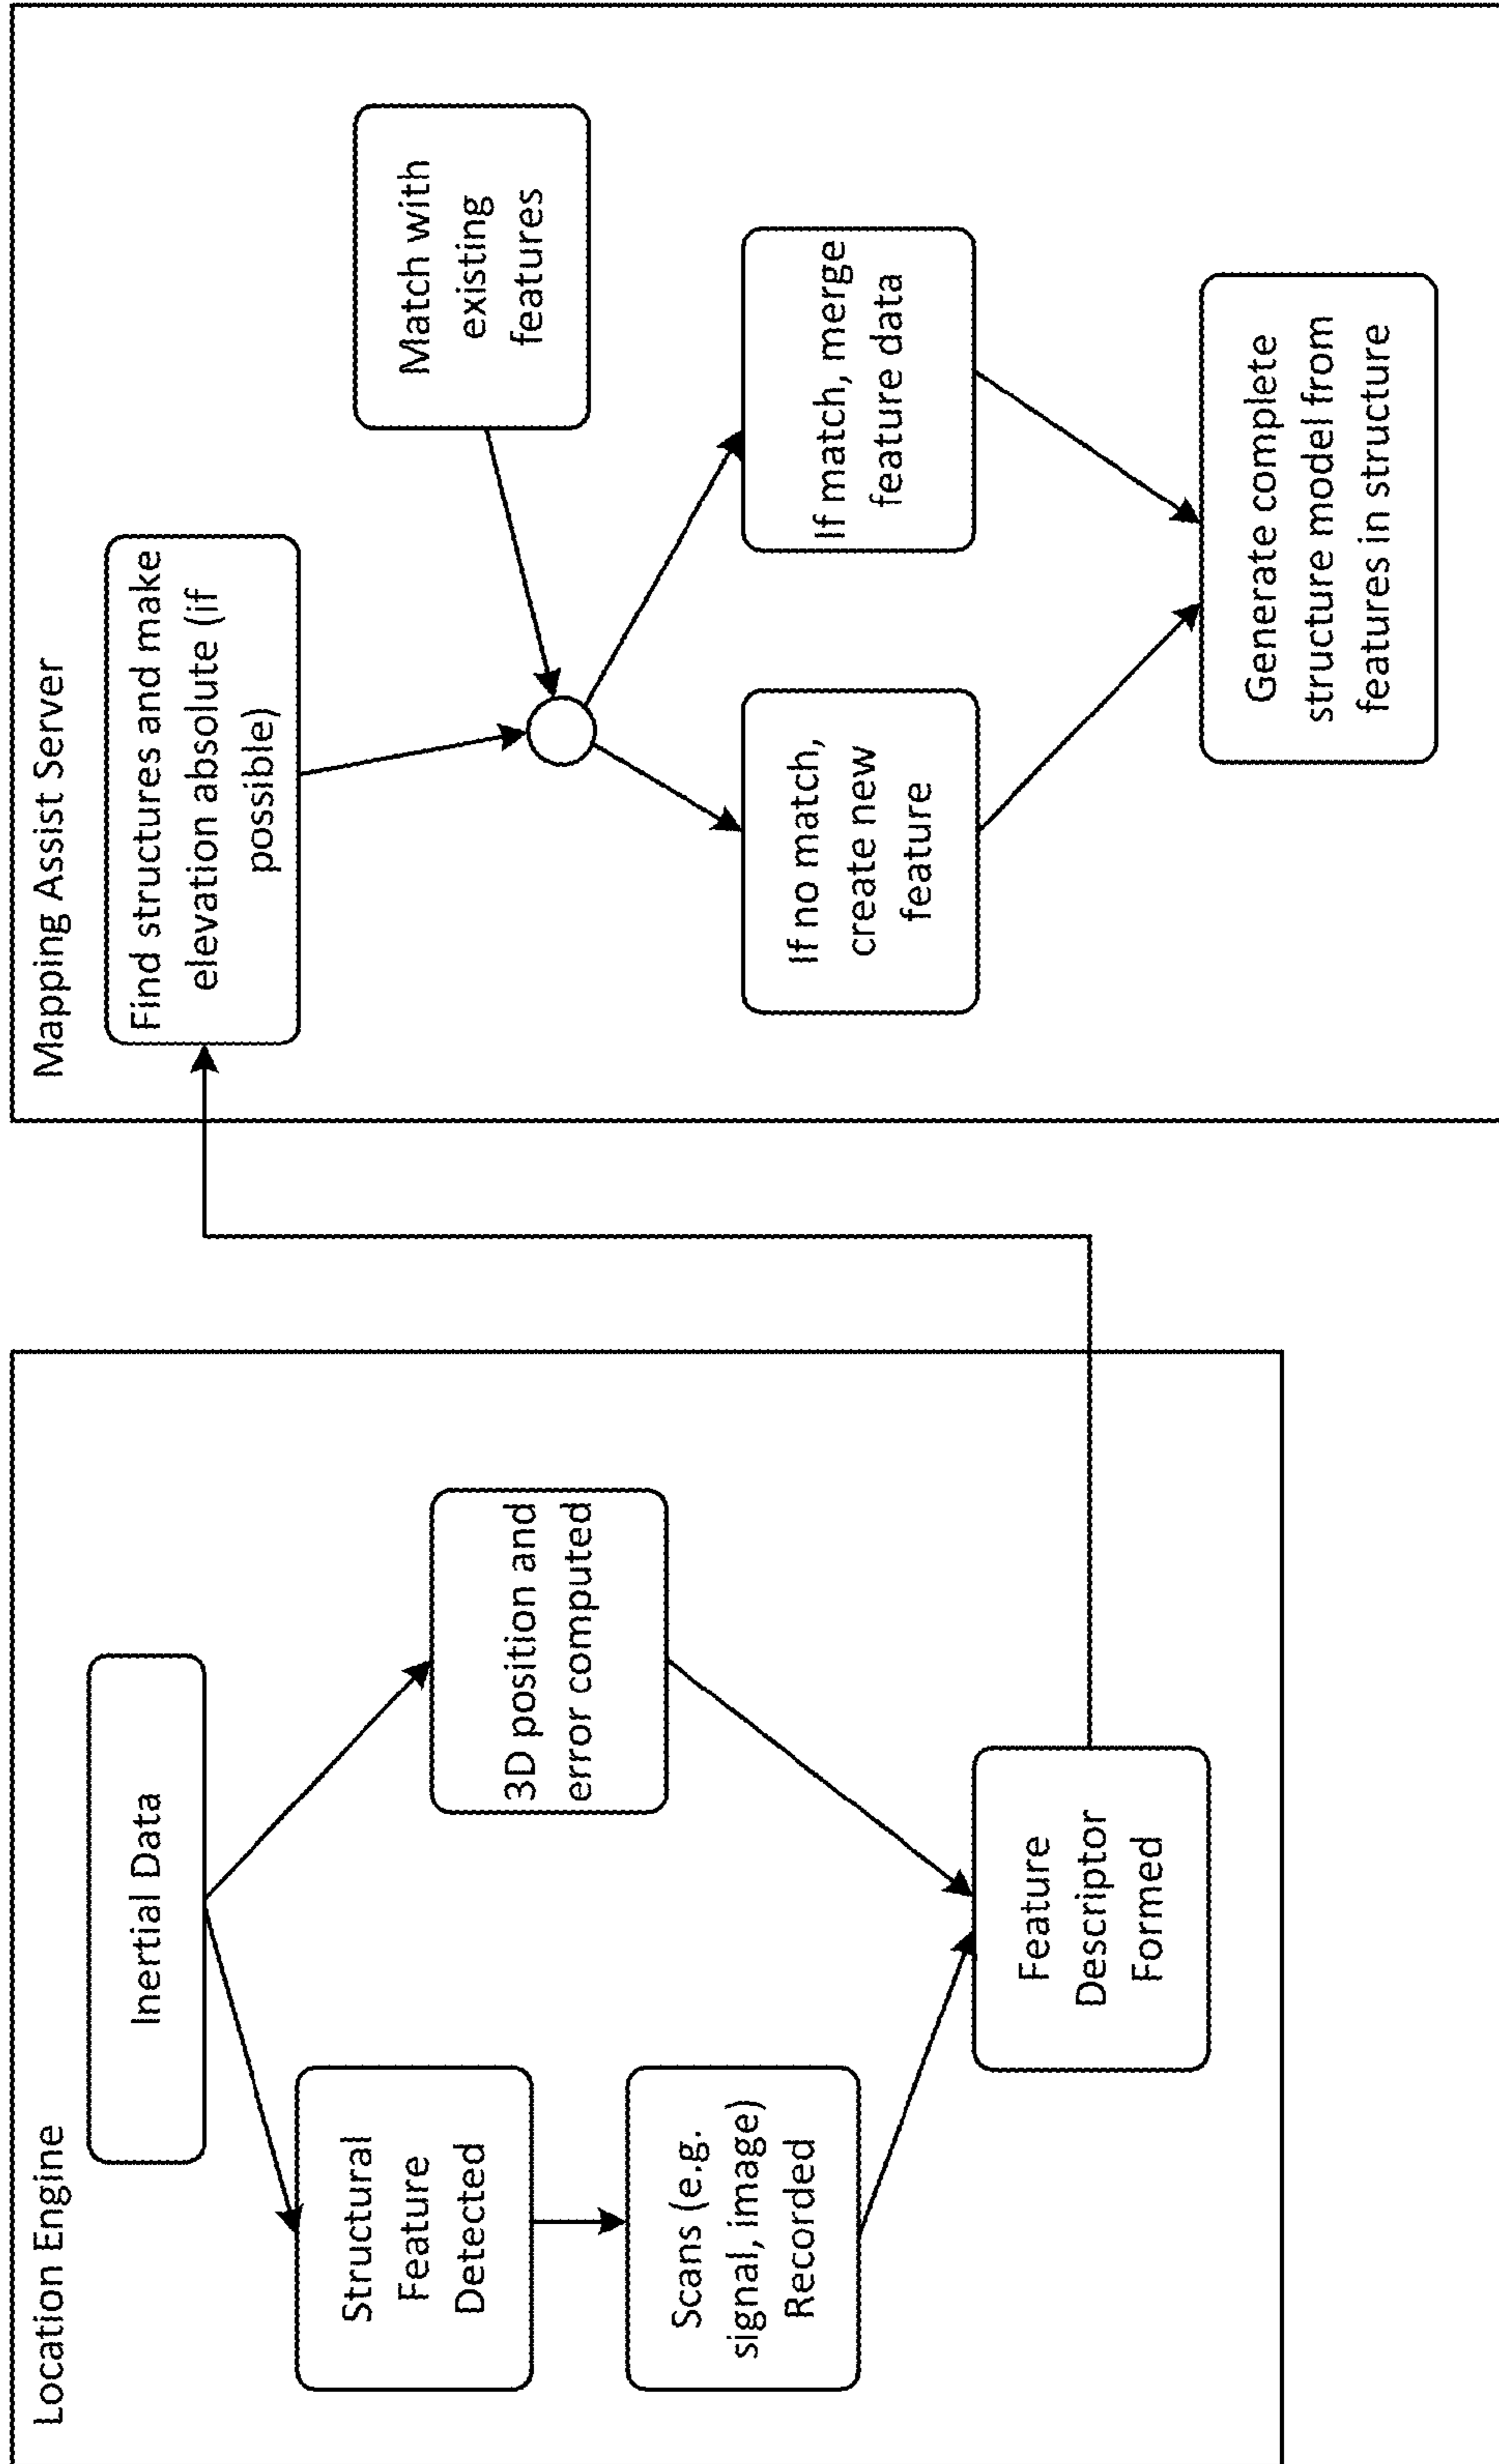 Location Engine
Inertial Data
Structural
Feature
Detected
3D position and
error computed
Scans (e.g.
signal, image)
Recorded
Feature
Descriptor
Formed
Mapping Assist Server
Find structures and make
elevation absolute (if
possible)
Match with
existing
features
If no match,
create new
feature
If match, merge
feature data
Generate complete
structure model from
features in structure